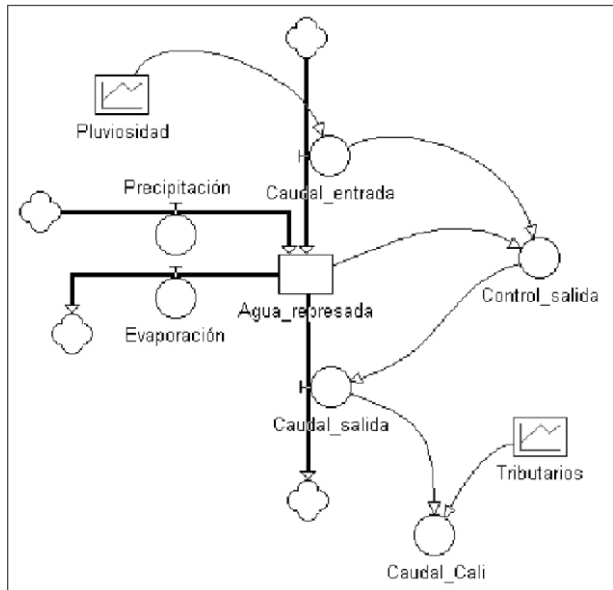 Pluviosidad
Precipitación
Caudal_entrada
Control_salida
Agua_represada
Evaporación
Caudal_salida
Tributarios
Caudal_Cali